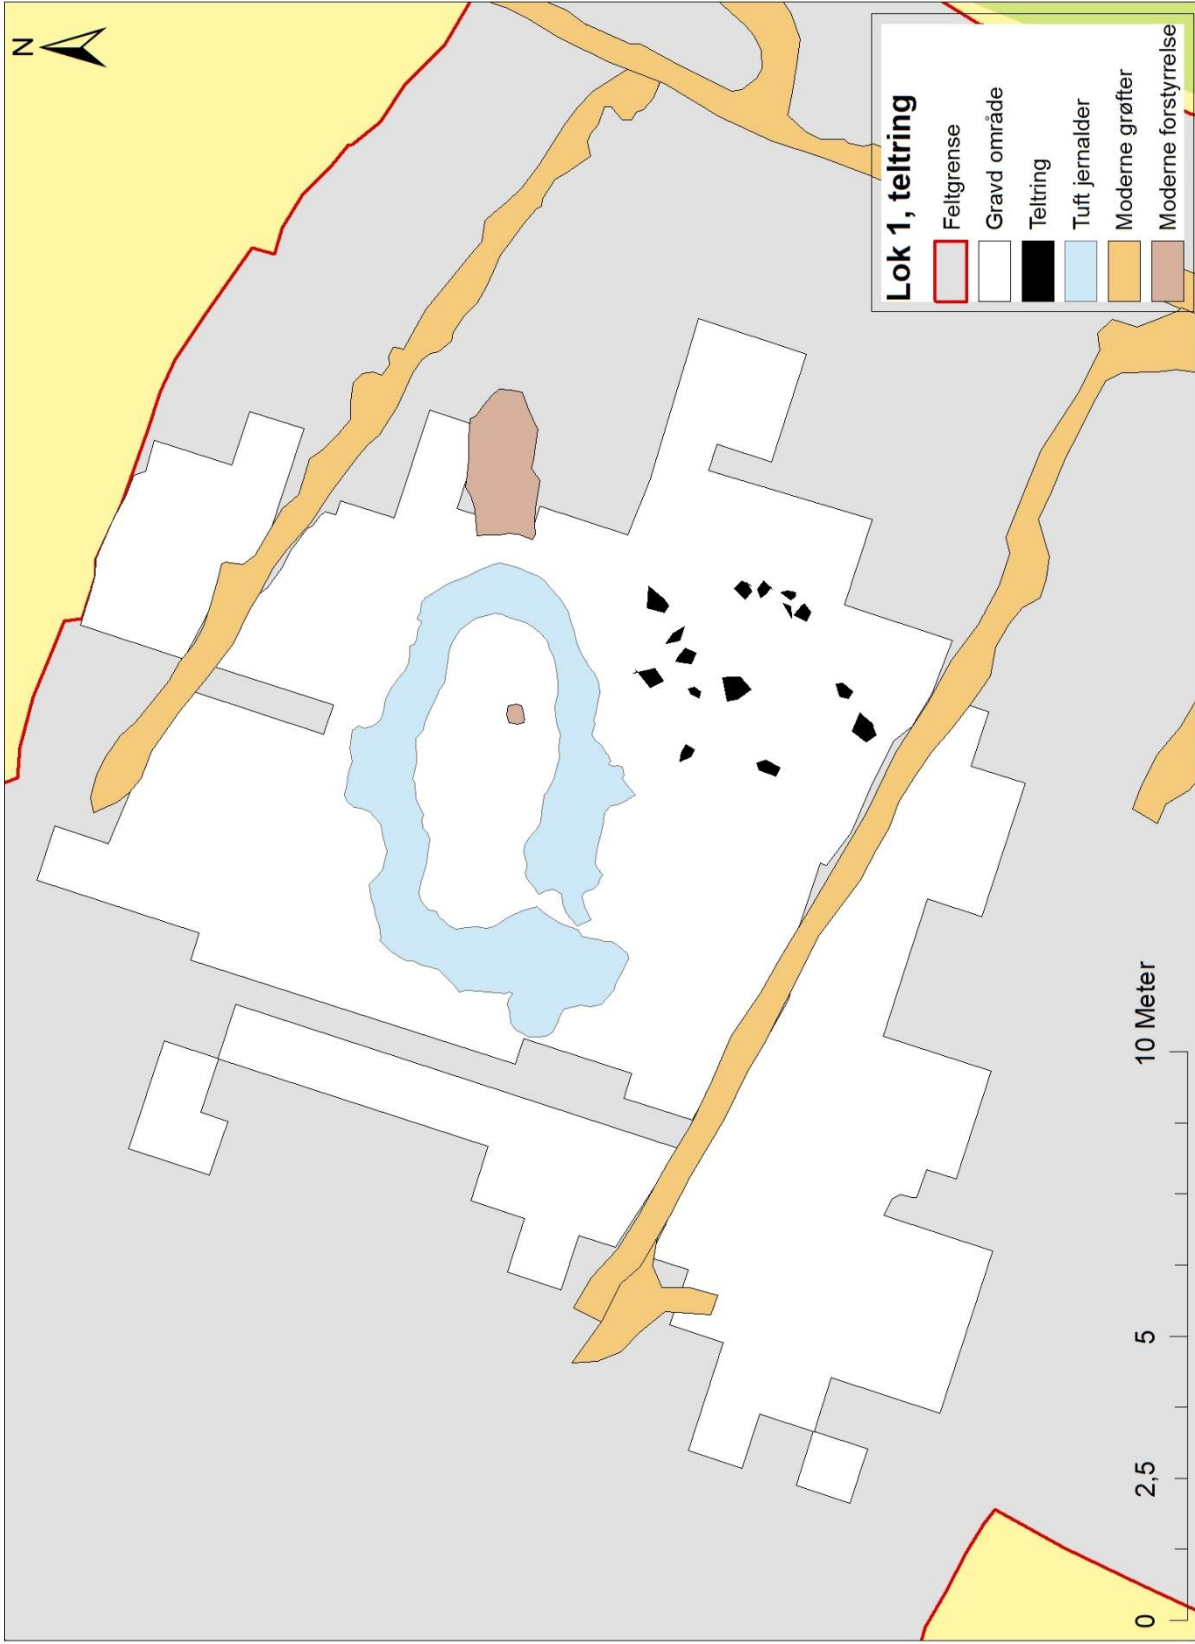 N
Lok 1, teltring
Feltgrense
Gravd område
Teltring
Tuft jernalder
Moderne grøfter
Moderne forstyrrelse
0 2,5 5 10 Meter